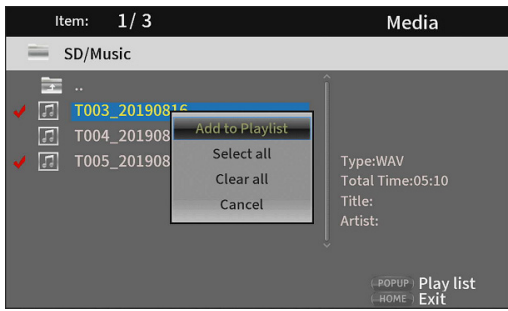 Item: 1/ 3 Media
SD/Music
..
T003_20190816
T004_201908
T005_201908
Add to Playlist
Select all
Clear all
Cancel
Type:WAV
Total Time:05:10
Title:
Artist:
POPUP Play list
HOME Exit